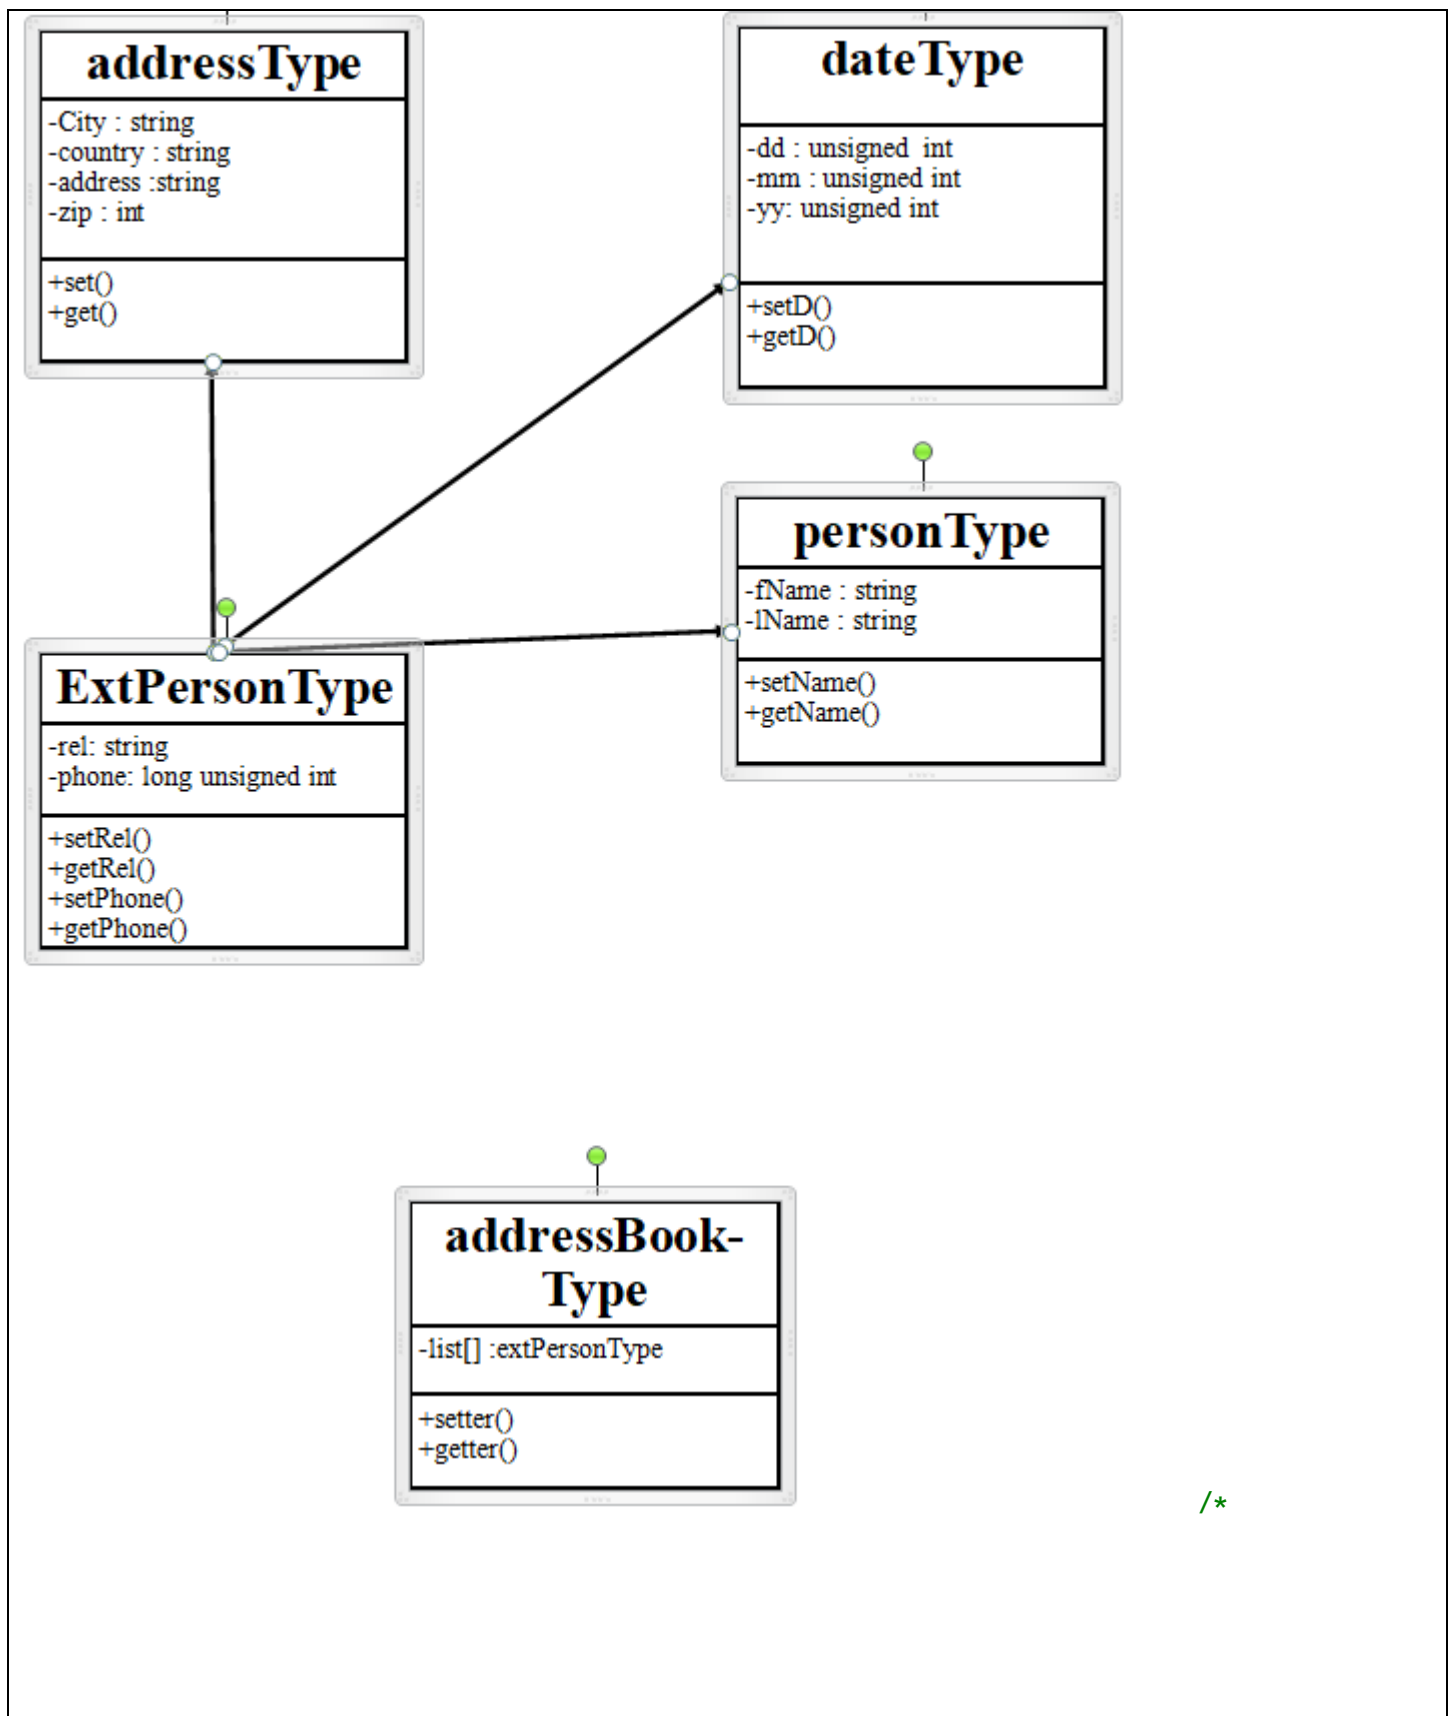 addressType
-City : string
-country : string
-address :string
-zip : int
+set()
+get()
dateType
-dd : unsigned  int
-mm : unsigned int
-yy: unsigned int
+setD()
+getD()
personType
-fName : string
-lName : string
+setName()
+getName()
ExtPersonType
-rel: string
-phone: long unsigned int
+setRel()
+getRel()
+setPhone()
+getPhone()
addressBook-
Type
-list[] :extPersonType
+setter()
+getter()
/*